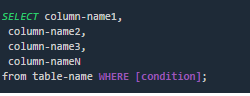 SELECT column-name1,
column-name2,
column-name3,
column-nameN
from table-name WHERE [condition];